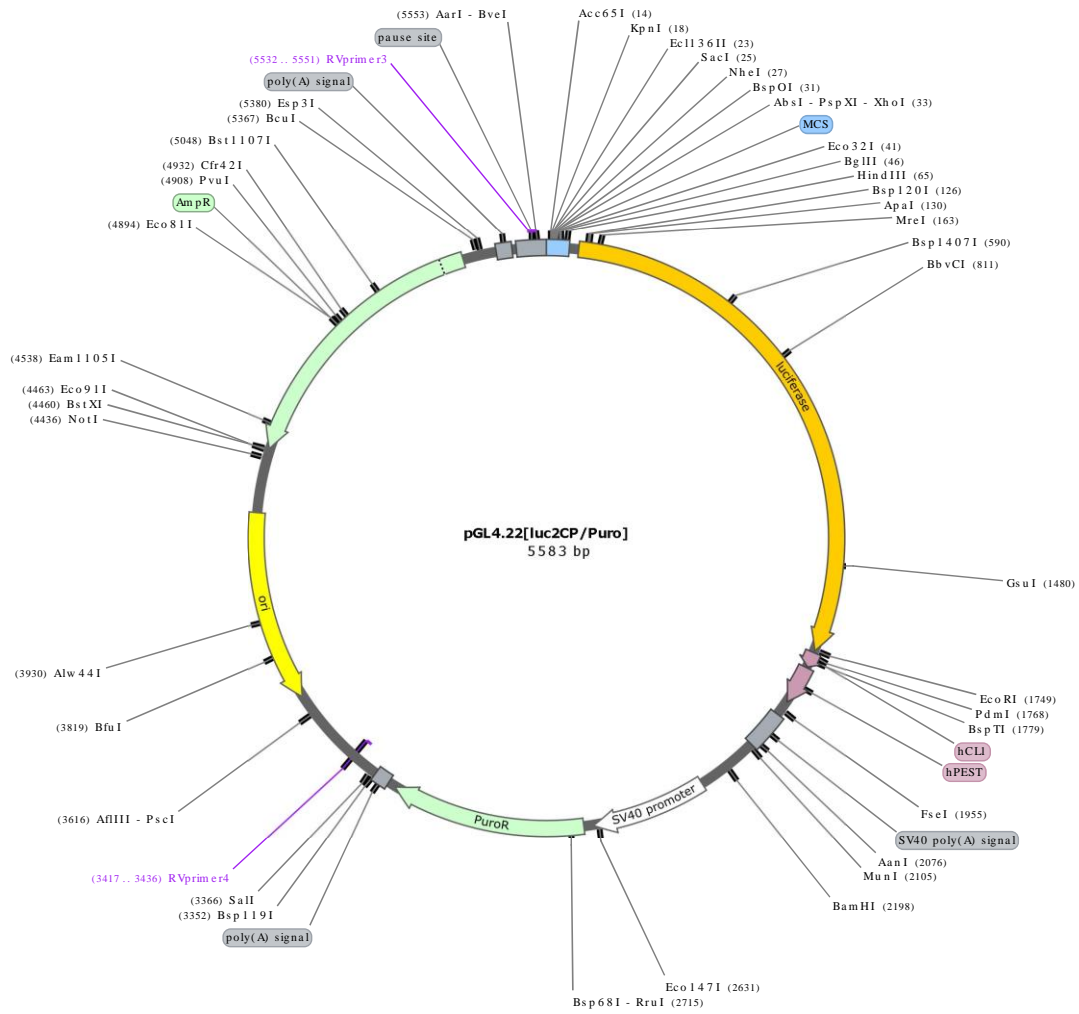 (5553) AarI - BveI
pause site
(5532 .. 5551) RVprimer3
poly(A) signal
(5380) Esp3I
(5367) BcuI
(5048) Bst1107I
(4932) Cfr42I
(4908) PvuI
AmpR
(4894) Eco81I
(4538) Eam1105I
(4463) Eco91I
(4460) BstXI
(4436) NotI
Acc65I (14)
KpnI (18)
Ecl136II (23)
SacI (25)
NheI (27)
BspOI (31)
AbsI - PspXI - XhoI (33)
MCS
Eco32I (41)
BglII (46)
HindIII (65)
Bsp120I (126)
ApaI (130)
MreI (163)
Bsp1407I (590)
BbvCI (811)
luciferase
pGL4.22[luc2CP/Puro]
5583 bp
GsuI (1480)
ori
(3930) Alw44I
(3819) BfuI
(3616) AflIII - PscI
(3417 .. 3436) RVprimer4
(3366) SalI
(3352) Bsp119I
poly(A) signal
EcoRI (1749)
PdmI (1768)
BspTI (1779)
hCL1
hPEST
FseI (1955)
SV40 poly(A) signal
AanI (2076)
MunI (2105)
BamHI (2198)
SV40 promoter
PuroR
Eco147I (2631)
Bsp68I - RruI (2715)